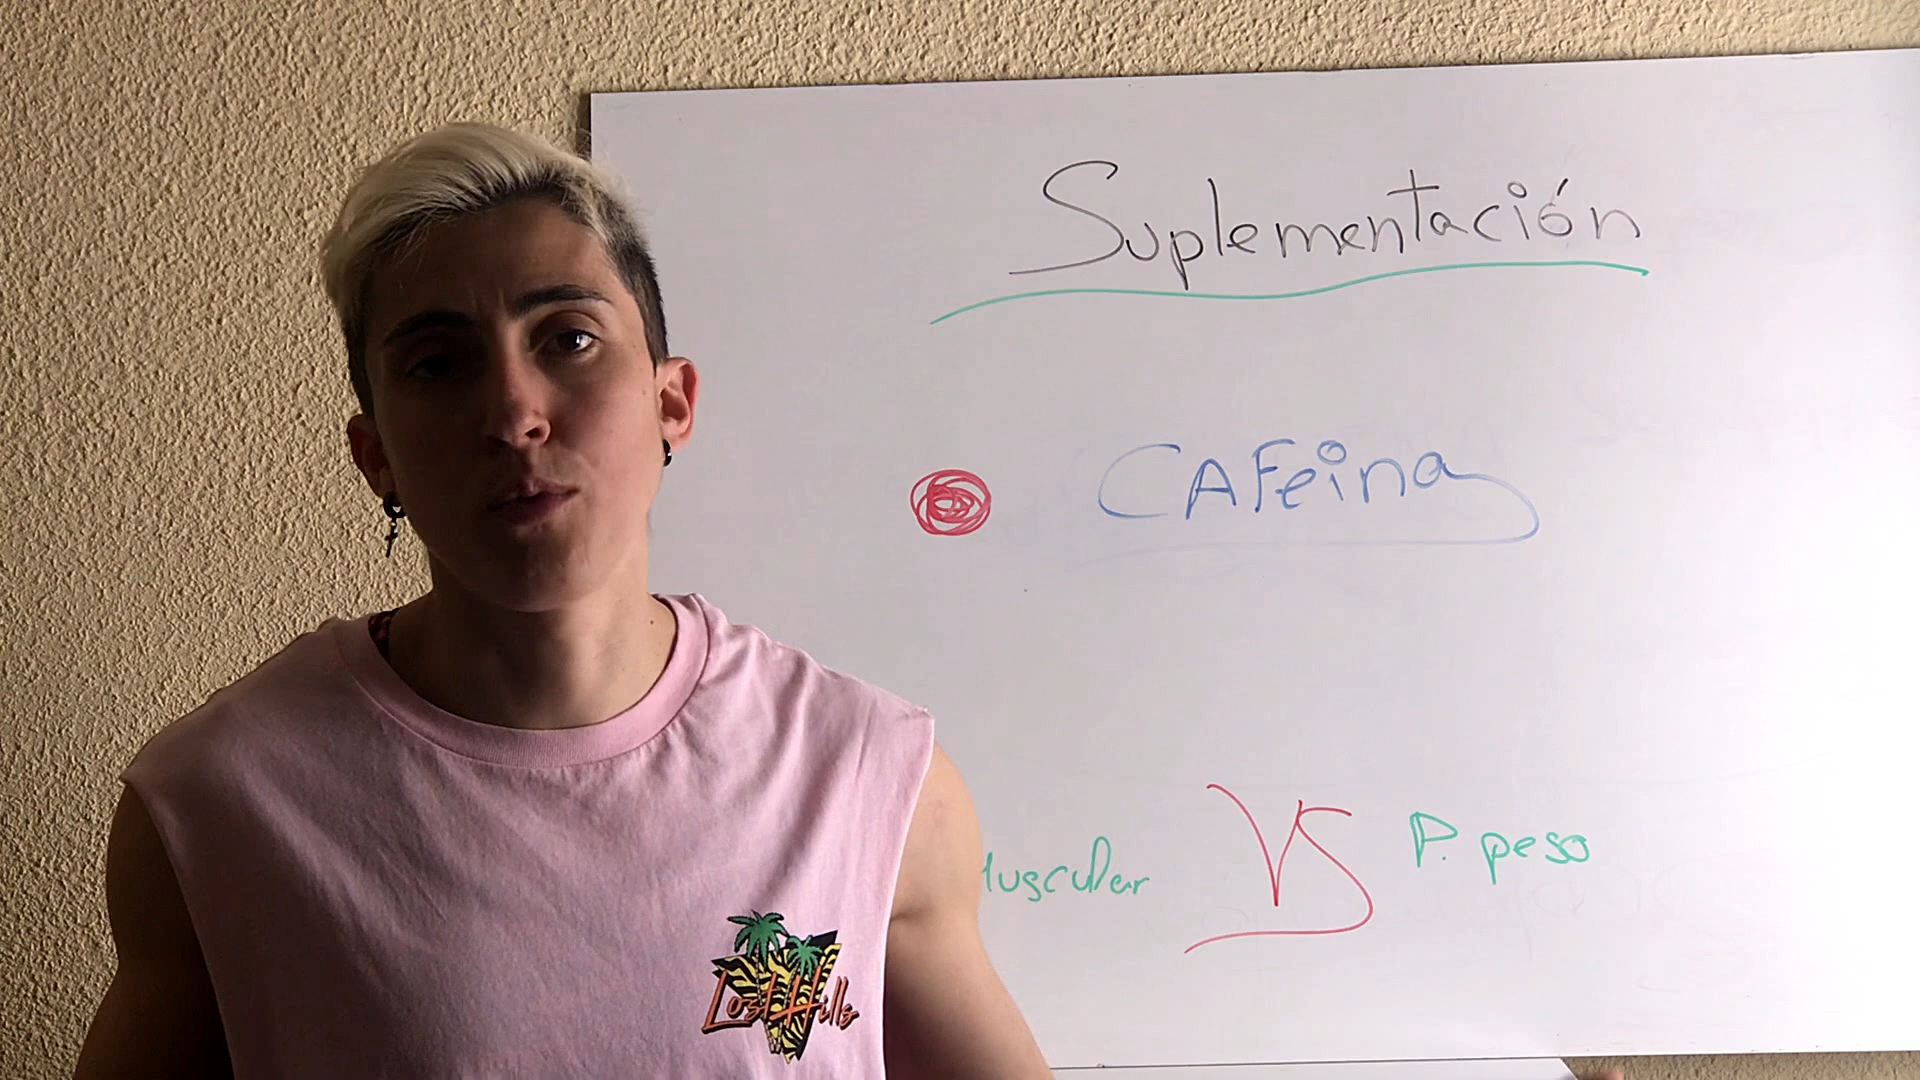 Suplementación
CAFeina
uscular VS P. peso
Lost Hills